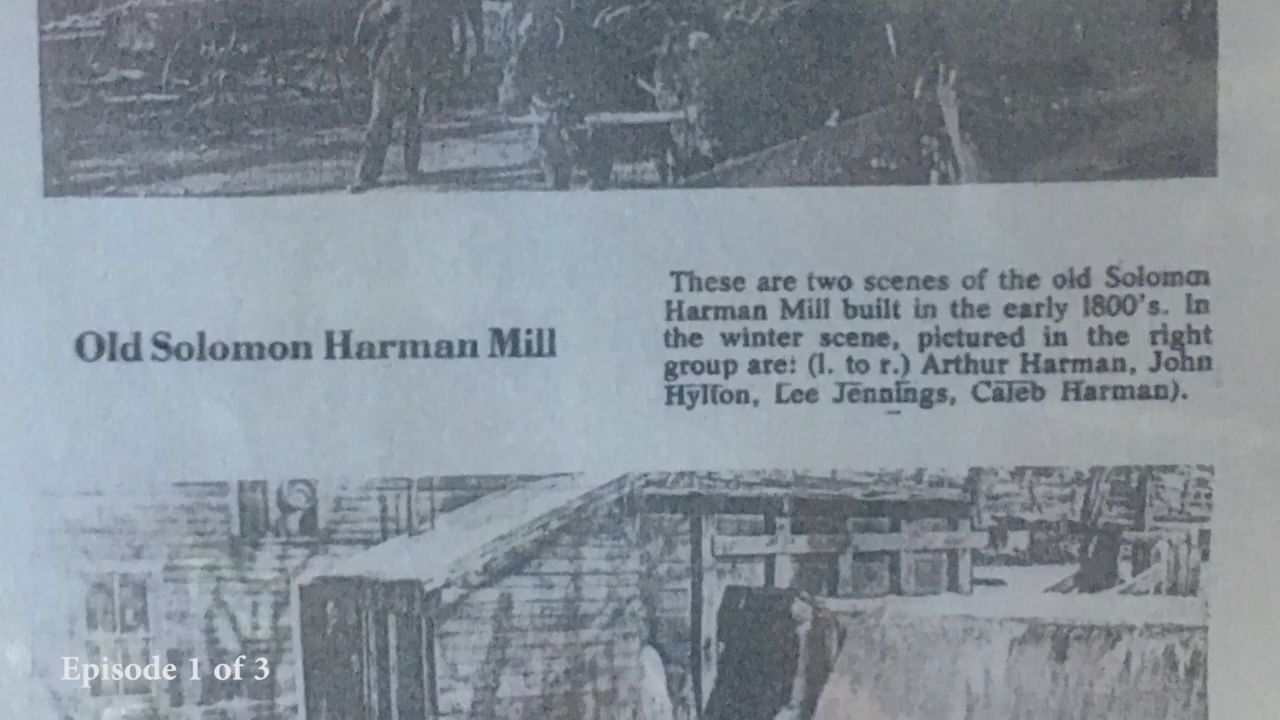 Old Solomon Harman Mill
These are two scenes of the old Solomon
Harman Mill built in the early 1800's. In
the winter scene, pictured in the right
group are: (l. to r.) Arthur Harman, John
Hylton, Lee Jennings, Caleb Harman).
Episode 1 of 3